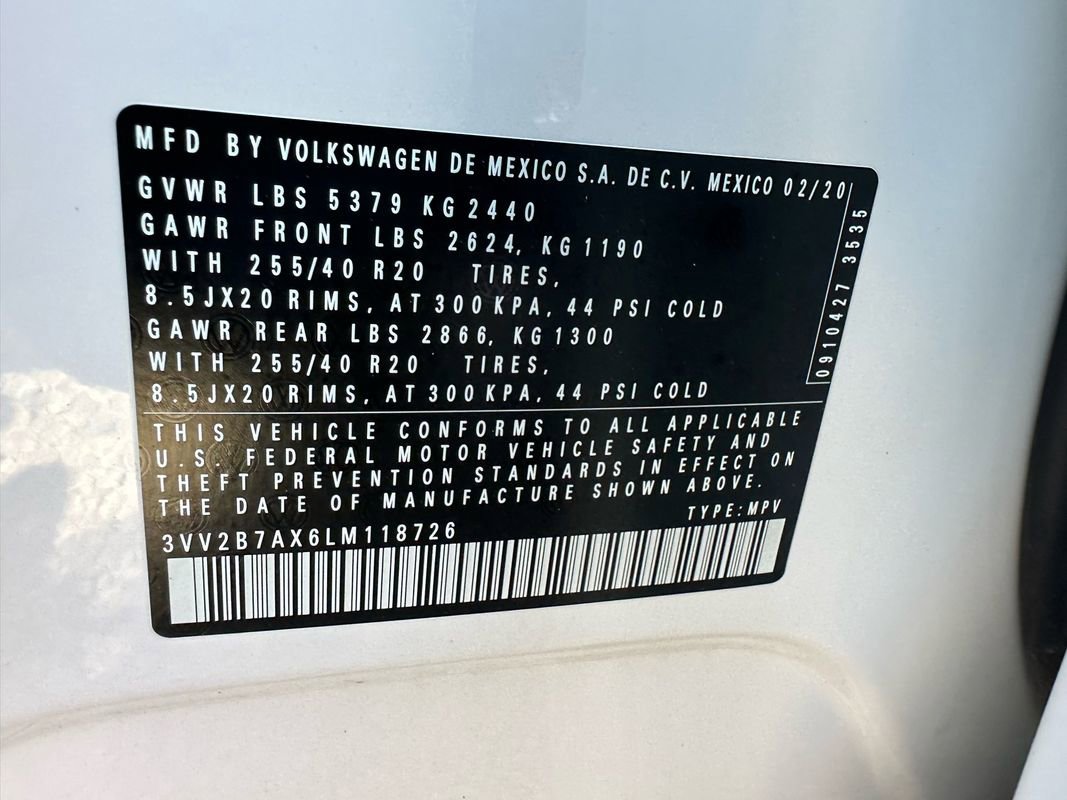 MFD BY VOLKSWAGEN DE MEXICO S.A. DE C.V. MEXICO 02/20
GVWR LBS 5379 KG 2440
GAWR FRONT LBS 2624, KG 1190
WITH 255/40 R20 TIRES,
8.5JX20 RIMS, AT 300 KPA, 44 PSI COLD
GAWR REAR LBS 2866, KG 1300
WITH 255/40 R20 TIRES,
8.5JX20 RIMS, AT 300 KPA, 44 PSI COLD
0910427 3535
THIS VEHICLE CONFORMS TO ALL APPLICABLE
U.S. FEDERAL MOTOR VEHICLE SAFETY AND
THEFT PREVENTION STANDARDS IN EFFECT ON
THE DATE OF MANUFACTURE SHOWN ABOVE.
TYPE: MPV
3VV2B7AX6LM118726